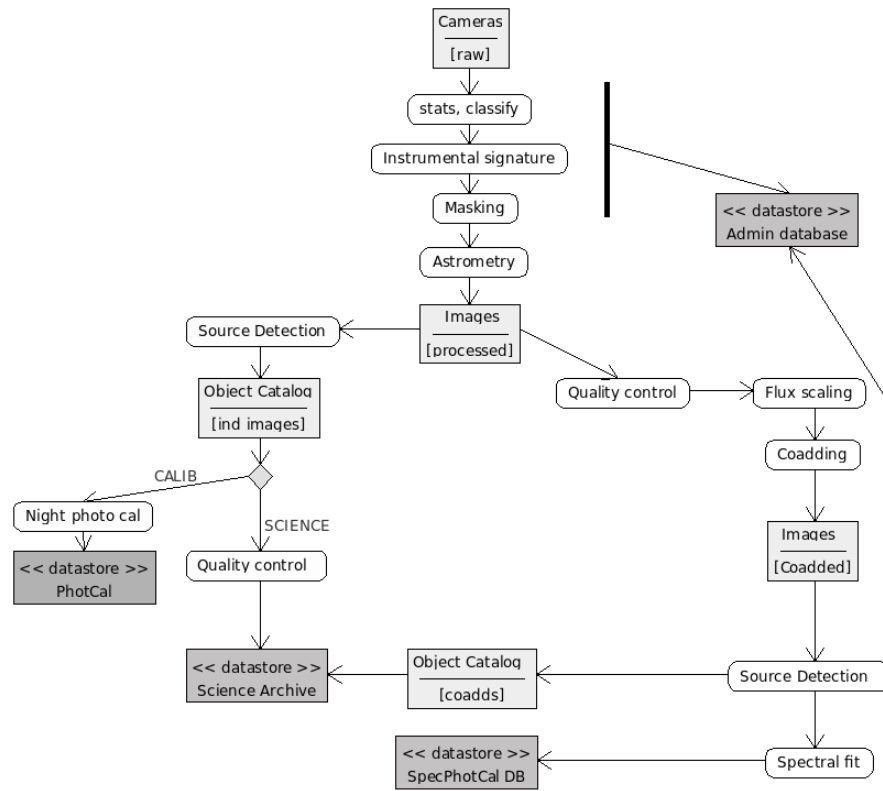 Cameras
[raw]
stats, classify
Instrumental signature
Masking
<< datastore >>
Admin database
Astrometry
Images
[processed]
Source Detection
Object Catalog
[ind images]
Quality control
Flux scaling
Coadding
CALIB
Night photo cal
SCIENCE
<< datastore >>
PhotCal
Quality control
Images
[Coadded]
<< datastore >>
Science Archive
Object Catalog
[coadds]
Source Detection
<< datastore >>
SpecPhotCal DB
Spectral fit